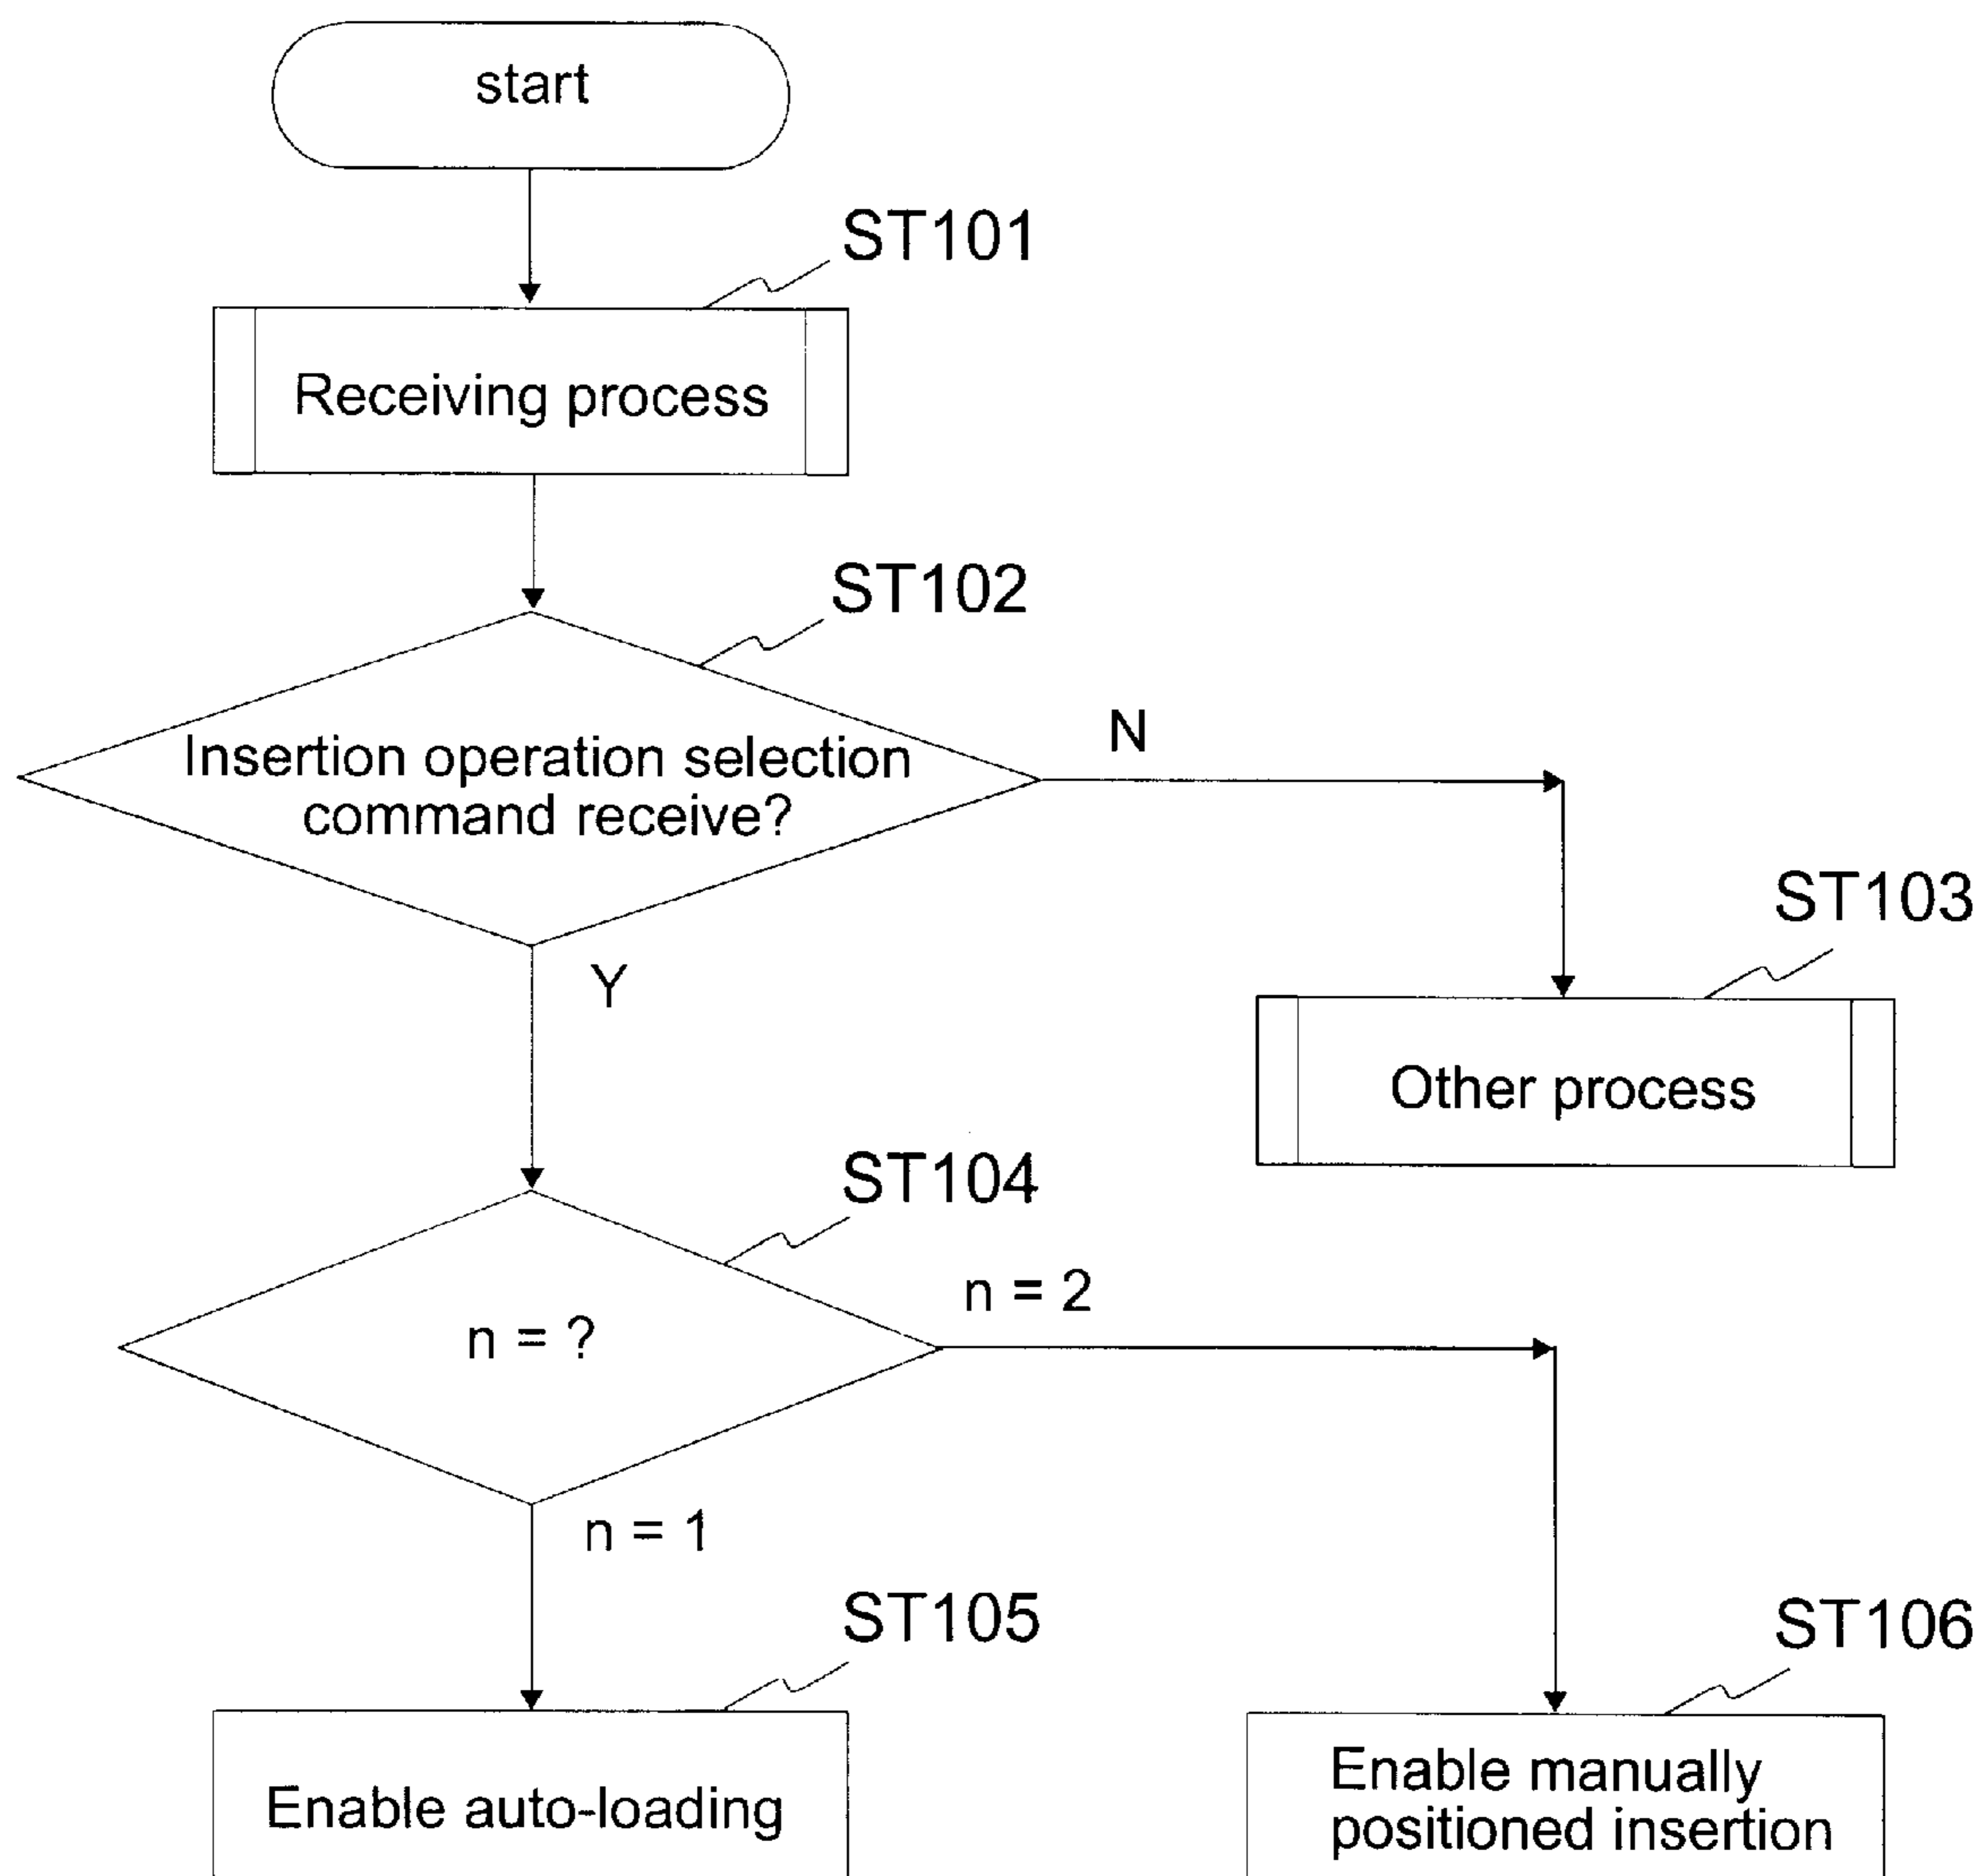 start
ST101
Receiving process
ST102
Insertion operation selection
command receive?
N
Y
ST103
Other process
ST104
n = ?
n = 2
n = 1
ST105
Enable auto-loading
ST106
Enable manually
positioned insertion